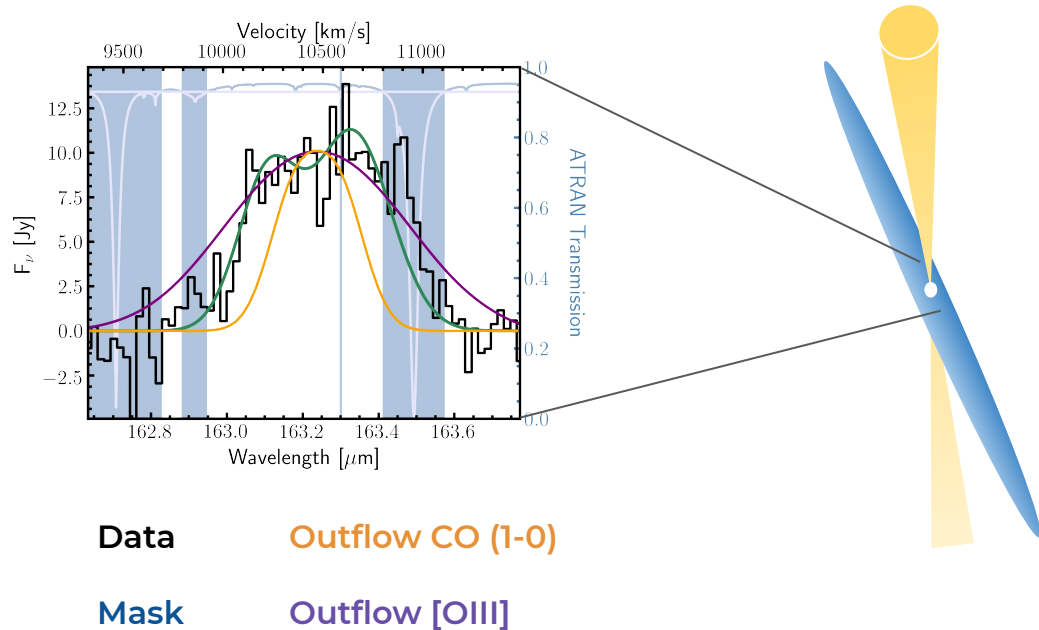 Velocity [km/s]
9500 10000 10500 11000
1.0
12.5
10.0
7.5
5.0
2.5
0.0
−2.5
F𝜈 [Jy]
0.8
0.6
0.4
0.2
0.0
ATRAN Transmission
162.8 163.0 163.2 163.4 163.6
Wavelength [μm]
Data Outflow CO (1-0)
Mask Outflow [OIII]